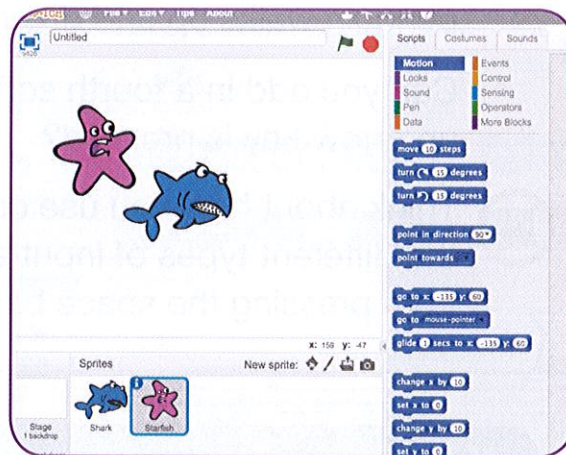 File▼ Edit▼ Tips About
Untitled
v426
Scripts Costumes Sounds
Motion Events
Looks Control
Sound Sensing
Pen Operators
Data More Blocks
move 10 steps
turn ↻ 15 degrees
turn ↺ 15 degrees
point in direction 90▼
point towards ▼
go to x: -135 y: 60
go to mouse-pointer▼
glide 1 secs to x: -135 y: 60
change x by 10
set x to 0
change y by 10
set y to 0
x: 159 y: -47
Sprites New sprite:
Stage
1 backdrop
Shark Starfish